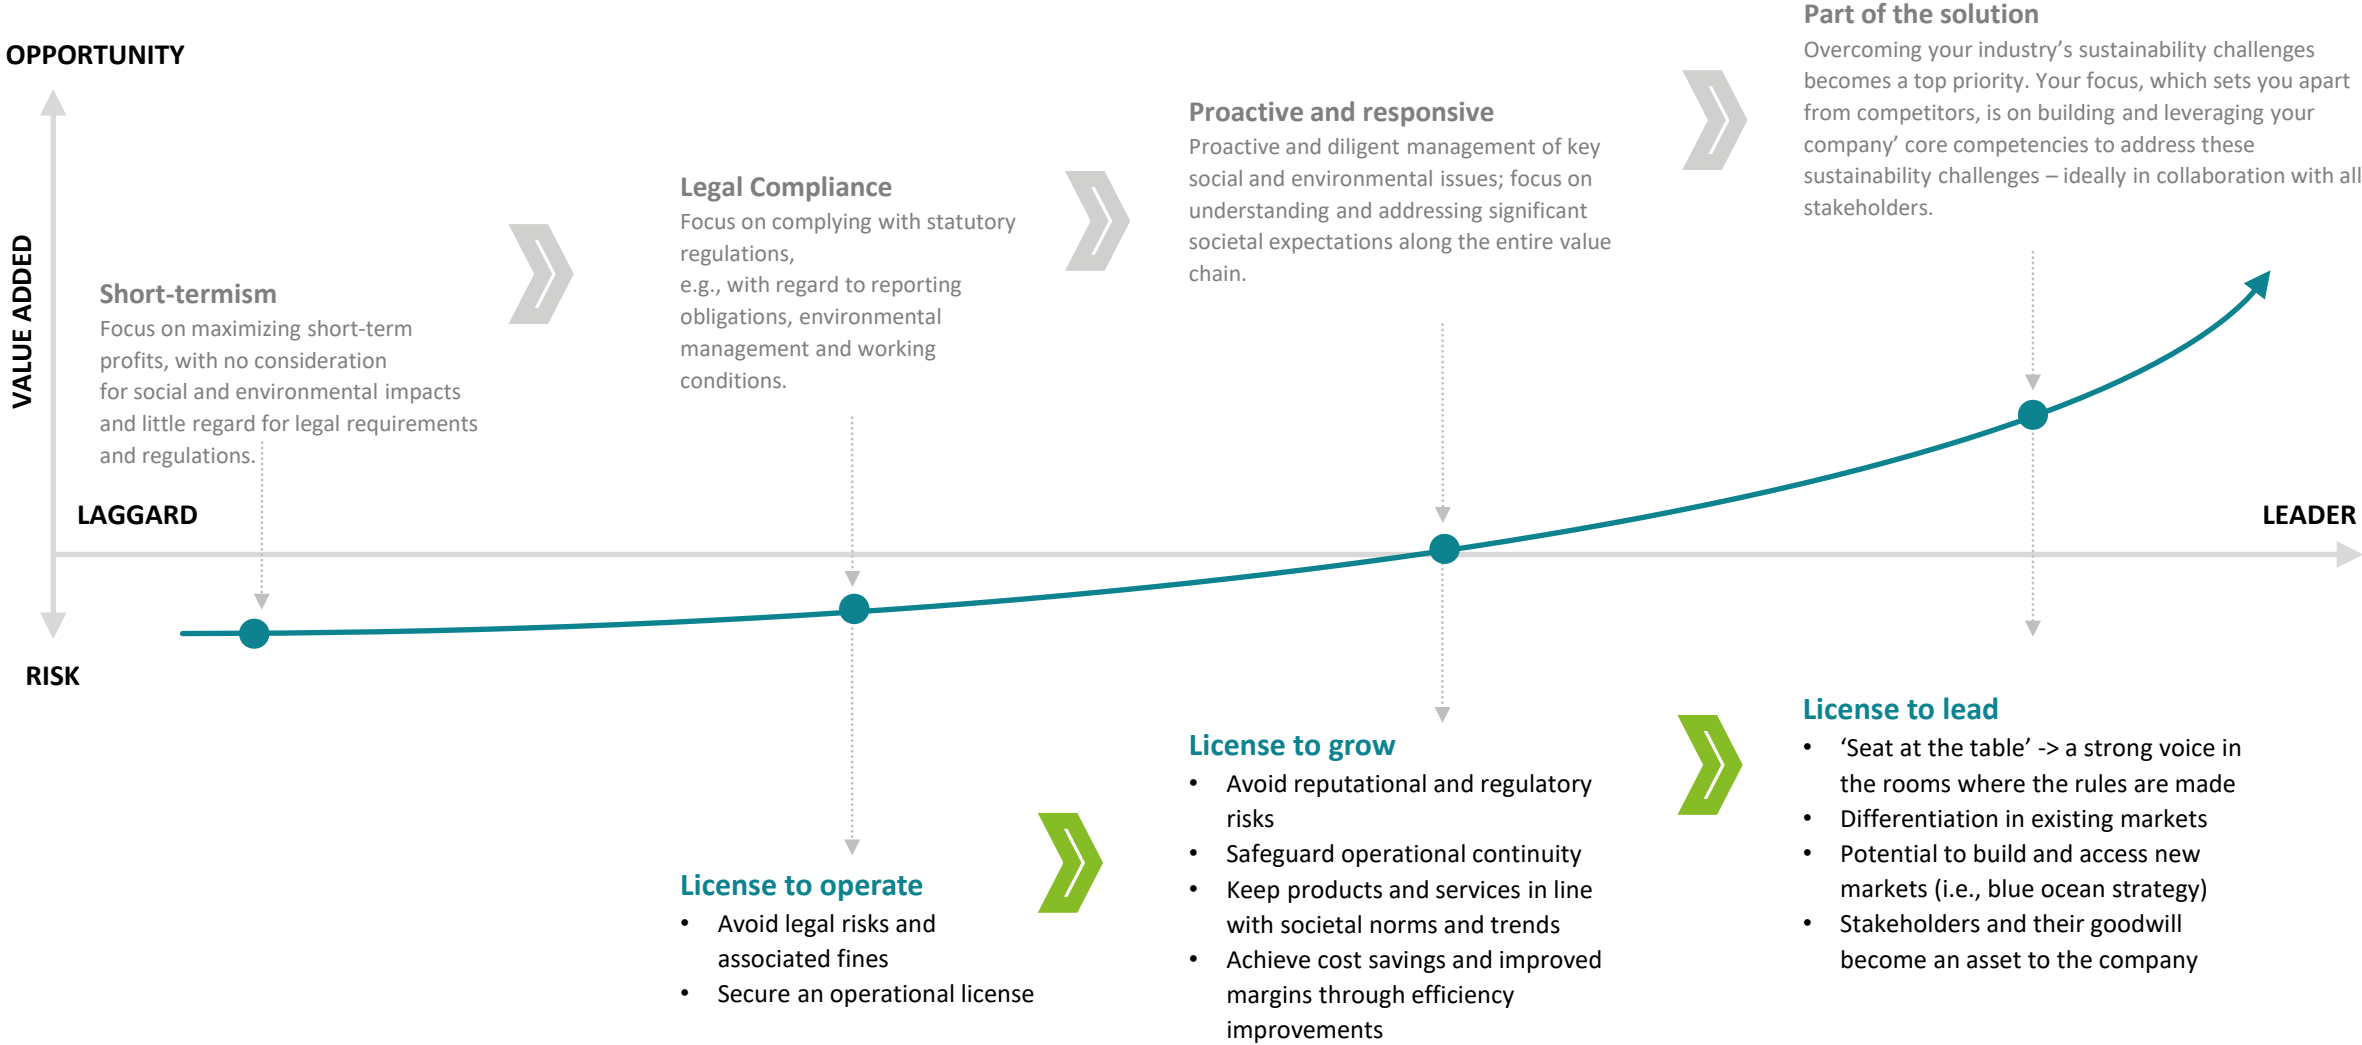 OPPORTUNITY
VALUE ADDED
RISK
LAGGARD
LEADER
Short-termism
Focus on maximizing short-term
profits, with no consideration
for social and environmental impacts
and little regard for legal requirements
and regulations.
Legal Compliance
Focus on complying with statutory
regulations,
e.g., with regard to reporting
obligations, environmental
management and working
conditions.
Proactive and responsive
Proactive and diligent management of key
social and environmental issues; focus on
understanding and addressing significant
societal expectations along the entire value
chain.
Part of the solution
Overcoming your industry’s sustainability challenges
becomes a top priority. Your focus, which sets you apart
from competitors, is on building and leveraging your
company’ core competencies to address these
sustainability challenges – ideally in collaboration with all
stakeholders.
License to operate
• Avoid legal risks and
associated fines
• Secure an operational license
License to grow
• Avoid reputational and regulatory
risks
• Safeguard operational continuity
• Keep products and services in line
with societal norms and trends
• Achieve cost savings and improved
margins through efficiency
improvements
License to lead
• ‘Seat at the table’ -> a strong voice in
the rooms where the rules are made
• Differentiation in existing markets
• Potential to build and access new
markets (i.e., blue ocean strategy)
• Stakeholders and their goodwill
become an asset to the company